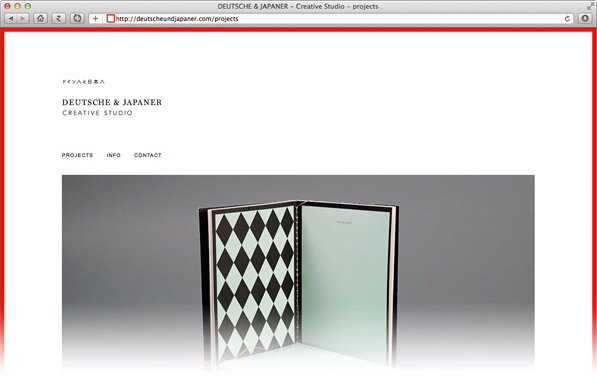 DEUTSCHE & JAPANER – Creative Studio – projects
http://deutscheundjapaner.com/projects
ドイツ人と日本人
DEUTSCHE & JAPANER
CREATIVE STUDIO
PROJECTS INFO CONTACT